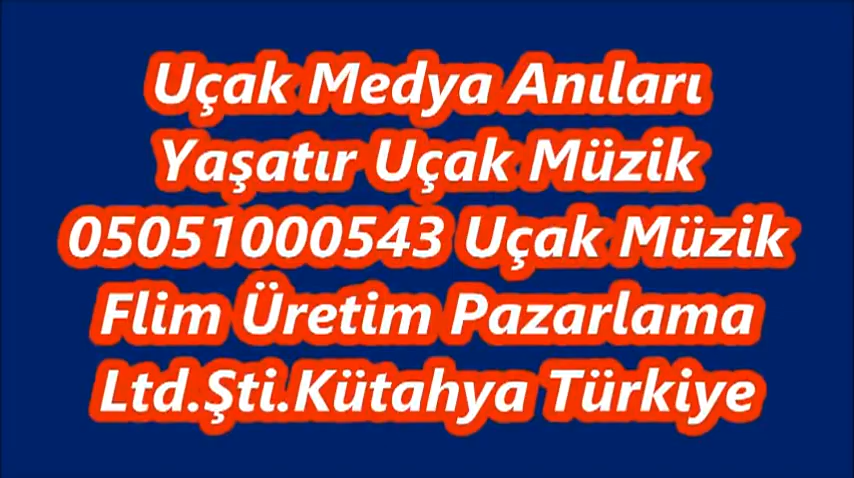 Uçak Medya Anıları
Yaşatır Uçak Müzik
05051000543 Uçak Müzik
Flim Üretim Pazarlama
Ltd.Şti.Kütahya Türkiye